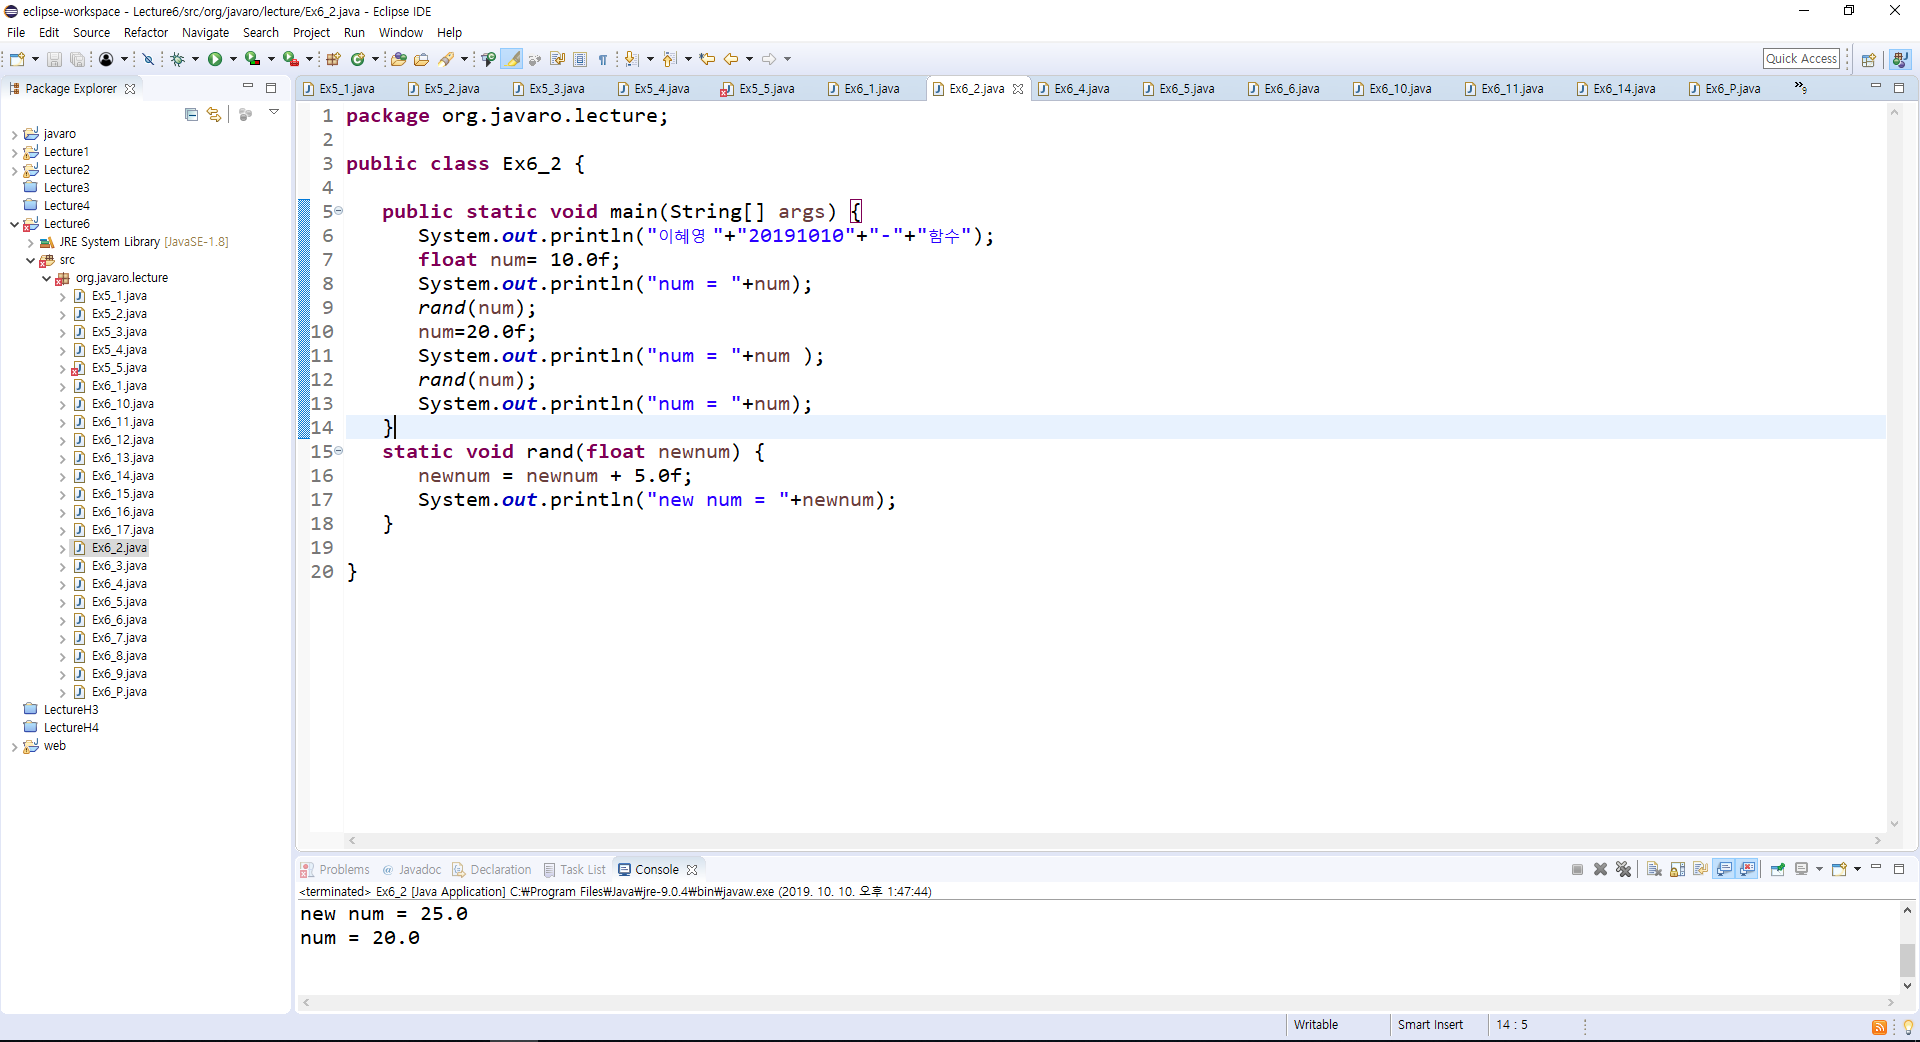 eclipse-workspace - Lecture6/src/org/javaro/lecture/Ex6_2.java - Eclipse IDE
File Edit Source Refactor Navigate Search Project Run Window Help
Quick Access
Package Explorer
javaro
Lecture1
Lecture2
Lecture3
Lecture4
Lecture6
JRE System Library [JavaSE-1.8]
src
org.javaro.lecture
Ex5_1.java
Ex5_2.java
Ex5_3.java
Ex5_4.java
Ex5_5.java
Ex6_1.java
Ex6_10.java
Ex6_11.java
Ex6_12.java
Ex6_13.java
Ex6_14.java
Ex6_15.java
Ex6_16.java
Ex6_17.java
Ex6_2.java
Ex6_3.java
Ex6_4.java
Ex6_5.java
Ex6_6.java
Ex6_7.java
Ex6_8.java
Ex6_9.java
Ex6_P.java
LectureH3
LectureH4
web
Ex5_1.java Ex5_2.java Ex5_3.java Ex5_4.java Ex5_5.java Ex6_1.java Ex6_2.java Ex6_4.java Ex6_5.java Ex6_6.java Ex6_10.java Ex6_11.java Ex6_14.java Ex6_P.java »9
1 package org.javaro.lecture;
2
3 public class Ex6_2 {
4
5 public static void main(String[] args) {
6 System.out.println("이혜영 "+"20191010"+"-"+"함수");
7 float num= 10.0f;
8 System.out.println("num = "+num);
9 rand(num);
10 num=20.0f;
11 System.out.println("num = "+num );
12 rand(num);
13 System.out.println("num = "+num);
14 }
15 static void rand(float newnum) {
16 newnum = newnum + 5.0f;
17 System.out.println("new num = "+newnum);
18 }
19
20 }
Problems @ Javadoc Declaration Task List Console
<terminated> Ex6_2 [Java Application] C:₩Program Files₩Java₩jre-9.0.4₩bin₩javaw.exe (2019. 10. 10. 오후 1:47:44)
new num = 25.0
num = 20.0
Writable Smart Insert 14 : 5